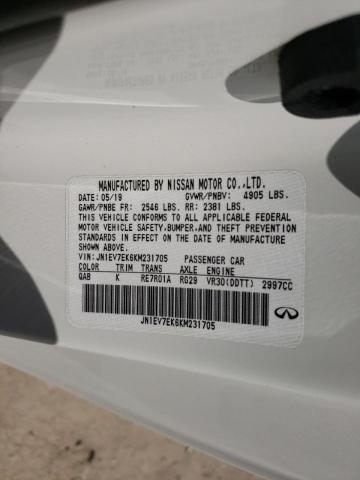 MANUFACTURED BY NISSAN MOTOR CO.,LTD.
DATE: 05/19 GVWR/PNBV: 4905 LBS.
GAWR/PNBE FR: 2546 LBS. RR: 2381 LBS.
THIS VEHICLE CONFORMS TO ALL APPLICABLE FEDERAL
MOTOR VEHICLE SAFETY,BUMPER,AND THEFT PREVENTION
STANDARDS IN EFFECT ON THE DATE OF MANUFACTURE
SHOWN ABOVE.
VIN: JN1EV7EK6KM231705 PASSENGER CAR
COLOR TRIM TRANS AXLE ENGINE
QAB K RE7R01A RG29 VR30(DDTT) 2997CC
JN1EV7EK6KM231705